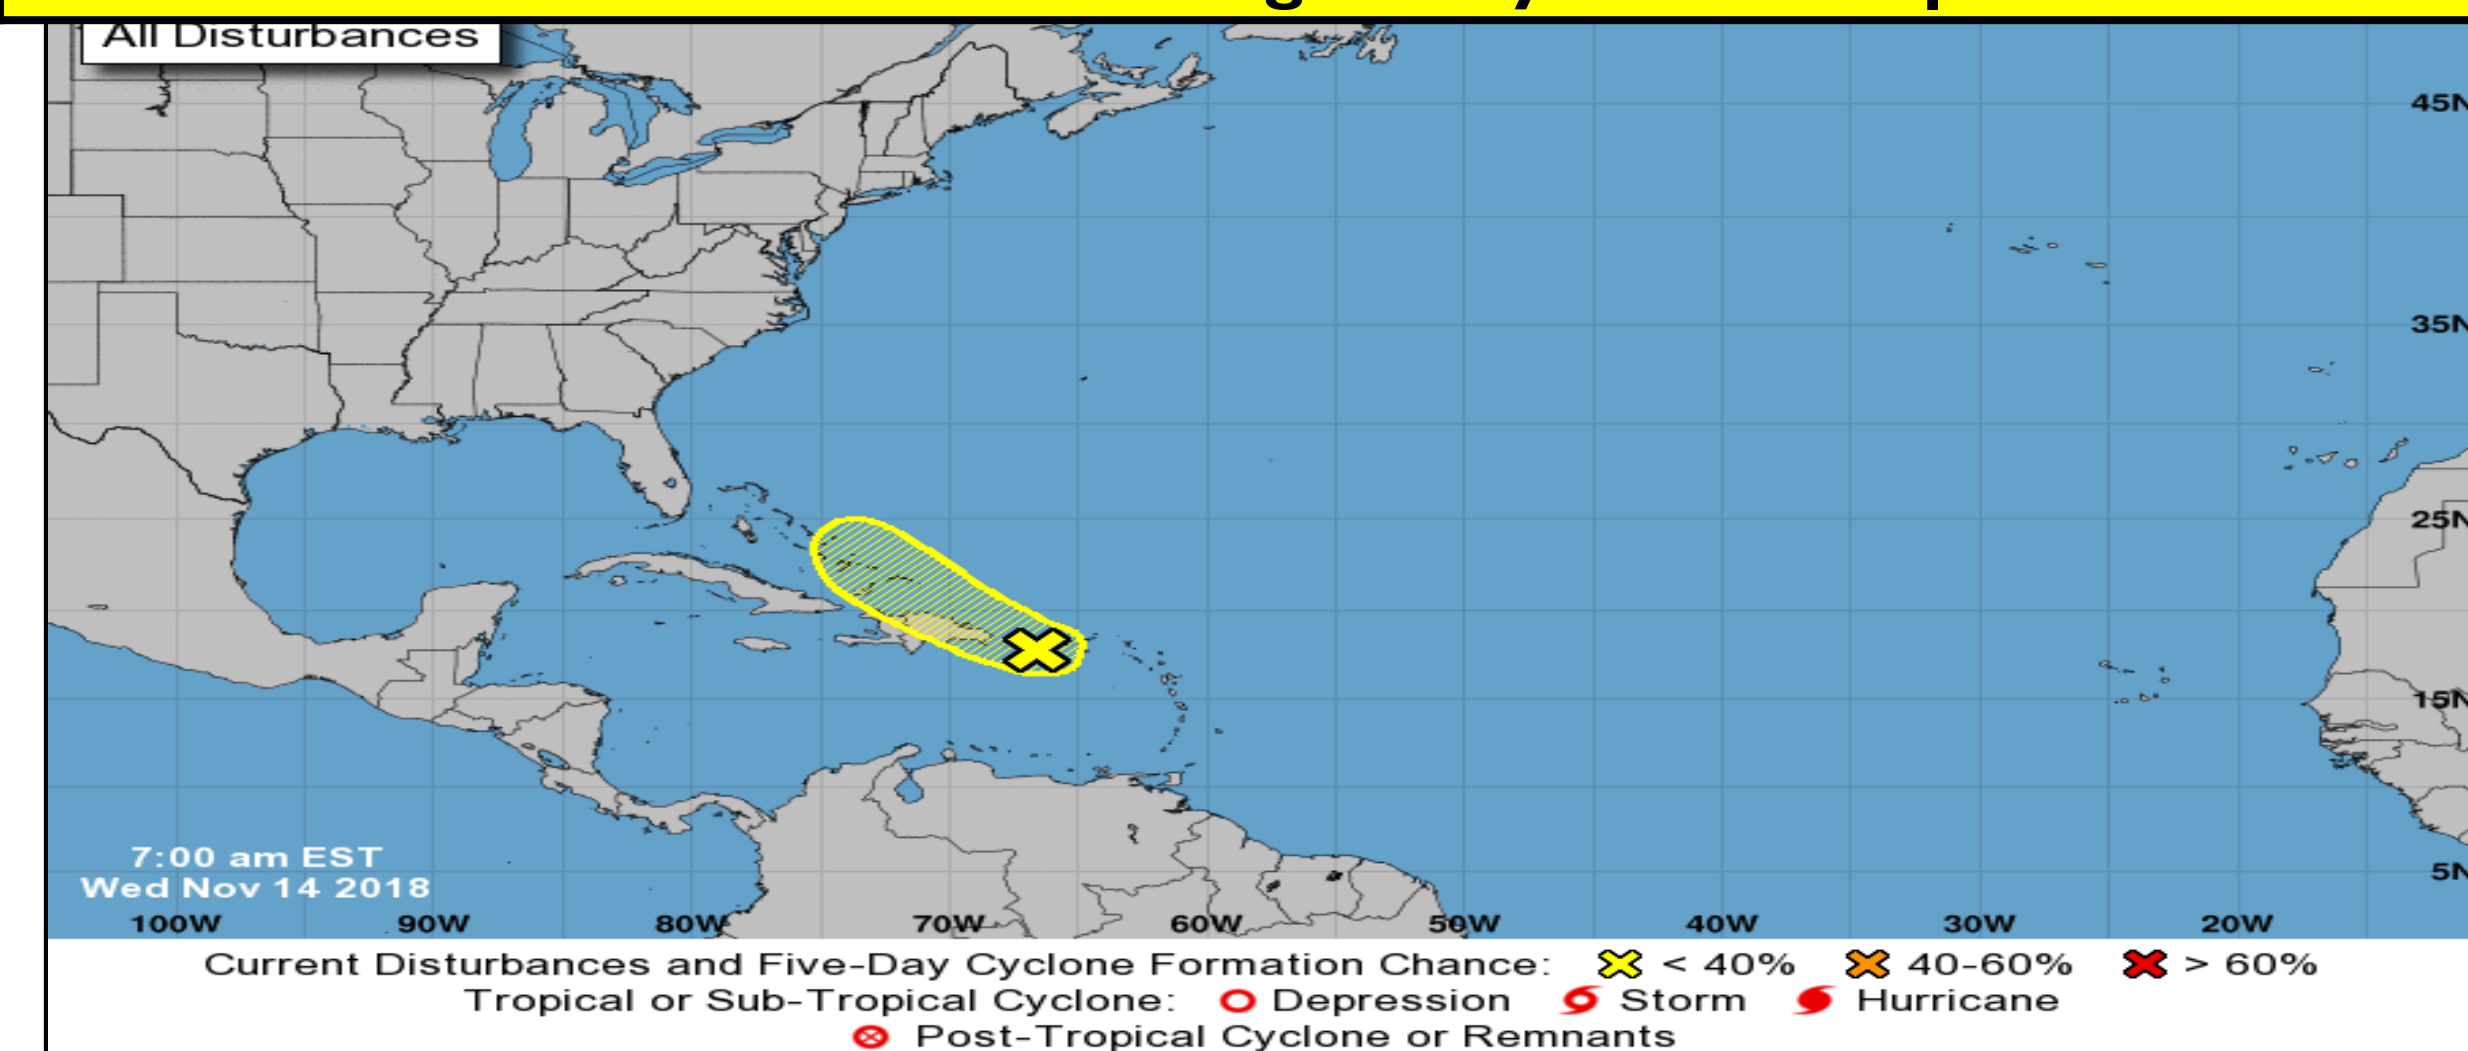 All Disturbances
45N
35N
25N
15N
5N
7:00 am EST
Wed Nov 14 2018
100W 90W 80W 70W 60W 50W 40W 30W 20W
Current Disturbances and Five-Day Cyclone Formation Chance: < 40% 40-60% > 60%
Tropical or Sub-Tropical Cyclone: Depression Storm Hurricane
Post-Tropical Cyclone or Remnants